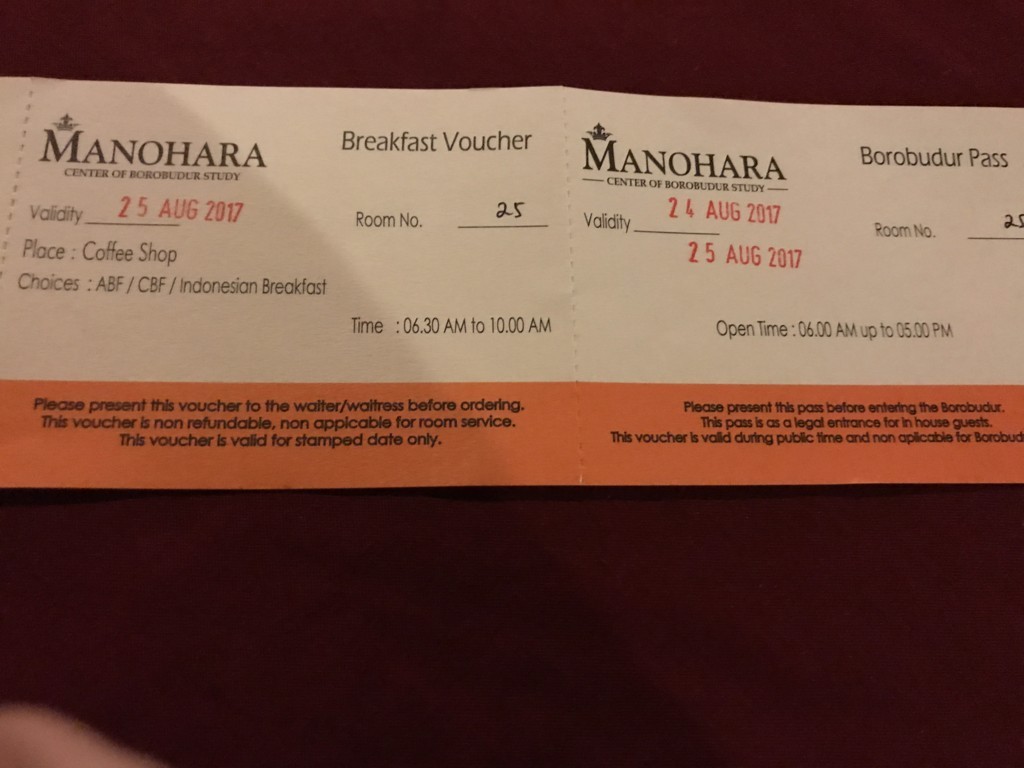 MANOHARA
CENTER OF BOROBUDUR STUDY
Breakfast Voucher
Validity 25 AUG 2017
Room No. 25
Place : Coffee Shop
Choices : ABF / CBF / Indonesian Breakfast
Time : 06.30 AM to 10.00 AM
Please present this voucher to the waiter/waitress before ordering.
This voucher is non refundable, non appicable for room service.
This voucher is valid for stamped date only.
MANOHARA
CENTER OF BOROBUDUR STUDY
Borobudur Pass
Validity 24 AUG 2017
25 AUG 2017
Room No. 25
Open Time : 06.00 AM up to 05.00 PM
Please present this pass before entering the Borobudur.
This pass is as a legal entrance for in house guests.
This voucher is valid during public time and non aplicable for Borobud